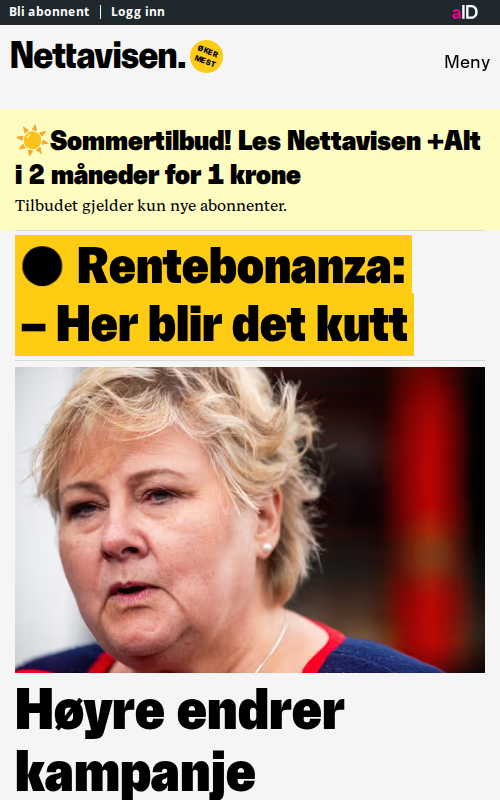 Bli abonnent | Logg inn
aID
Nettavisen.
ØKER
MEST
Meny
☀️Sommertilbud! Les Nettavisen +Alt
i 2 måneder for 1 krone
Tilbudet gjelder kun nye abonnenter.
● Rentebonanza:
– Her blir det kutt
Høyre endrer
kampanje